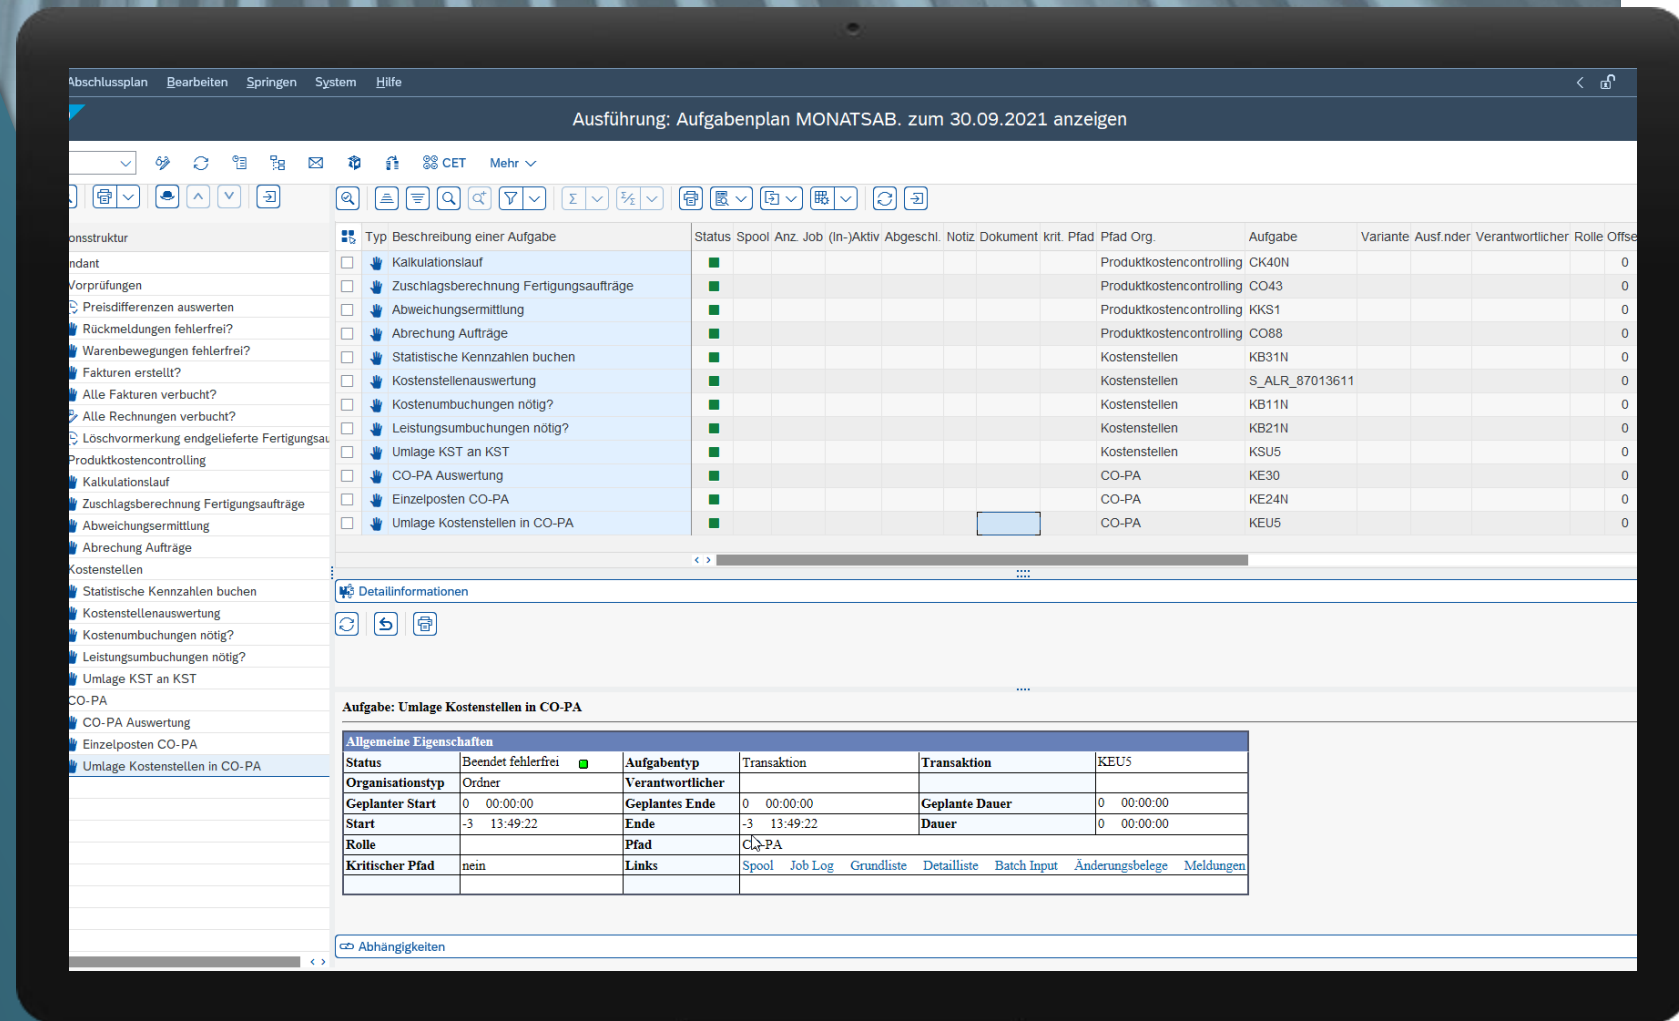 Abschlussplan Bearbeiten Springen System Hilfe
Ausführung: Aufgabenplan MONATSAB. zum 30.09.2021 anzeigen
CET Mehr
onsstruktur
ndant
Vorprüfungen
Preisdifferenzen auswerten
Rückmeldungen fehlerfrei?
Warenbewegungen fehlerfrei?
Fakturen erstellt?
Alle Fakturen verbucht?
Alle Rechnungen verbucht?
Löschvormerkung endgelieferte Fertigungsau
Produktkostencontrolling
Kalkulationslauf
Zuschlagsberechnung Fertigungsaufträge
Abweichungsermittlung
Abrechung Aufträge
Kostenstellen
Statistische Kennzahlen buchen
Kostenstellenauswertung
Kostenumbuchungen nötig?
Leistungsumbuchungen nötig?
Umlage KST an KST
CO-PA
CO-PA Auswertung
Einzelposten CO-PA
Umlage Kostenstellen in CO-PA
Typ Beschreibung einer Aufgabe Status Spool Anz. Job (In-)Aktiv Abgeschl. Notiz Dokument krit. Pfad Pfad Org. Aufgabe Variante Ausf.nder Verantwortlicher Rolle Offse
Kalkulationslauf Produktkostencontrolling CK40N 0
Zuschlagsberechnung Fertigungsaufträge Produktkostencontrolling CO43 0
Abweichungsermittlung Produktkostencontrolling KKS1 0
Abrechung Aufträge Produktkostencontrolling CO88 0
Statistische Kennzahlen buchen Kostenstellen KB31N 0
Kostenstellenauswertung Kostenstellen S_ALR_87013611 0
Kostenumbuchungen nötig? Kostenstellen KB11N 0
Leistungsumbuchungen nötig? Kostenstellen KB21N 0
Umlage KST an KST Kostenstellen KSU5 0
CO-PA Auswertung CO-PA KE30 0
Einzelposten CO-PA CO-PA KE24N 0
Umlage Kostenstellen in CO-PA CO-PA KEU5 0
Detailinformationen
Aufgabe: Umlage Kostenstellen in CO-PA
Allgemeine Eigenschaften
Status Beendet fehlerfrei Aufgabentyp Transaktion Transaktion KEU5
Organisationstyp Ordner Verantwortlicher
Geplanter Start 0 00:00:00 Geplantes Ende 0 00:00:00 Geplante Dauer 0 00:00:00
Start -3 13:49:22 Ende -3 13:49:22 Dauer 0 00:00:00
Rolle Pfad CO-PA
Kritischer Pfad nein Links Spool Job Log Grundliste Detailliste Batch Input Änderungsbelege Meldungen
Abhängigkeiten